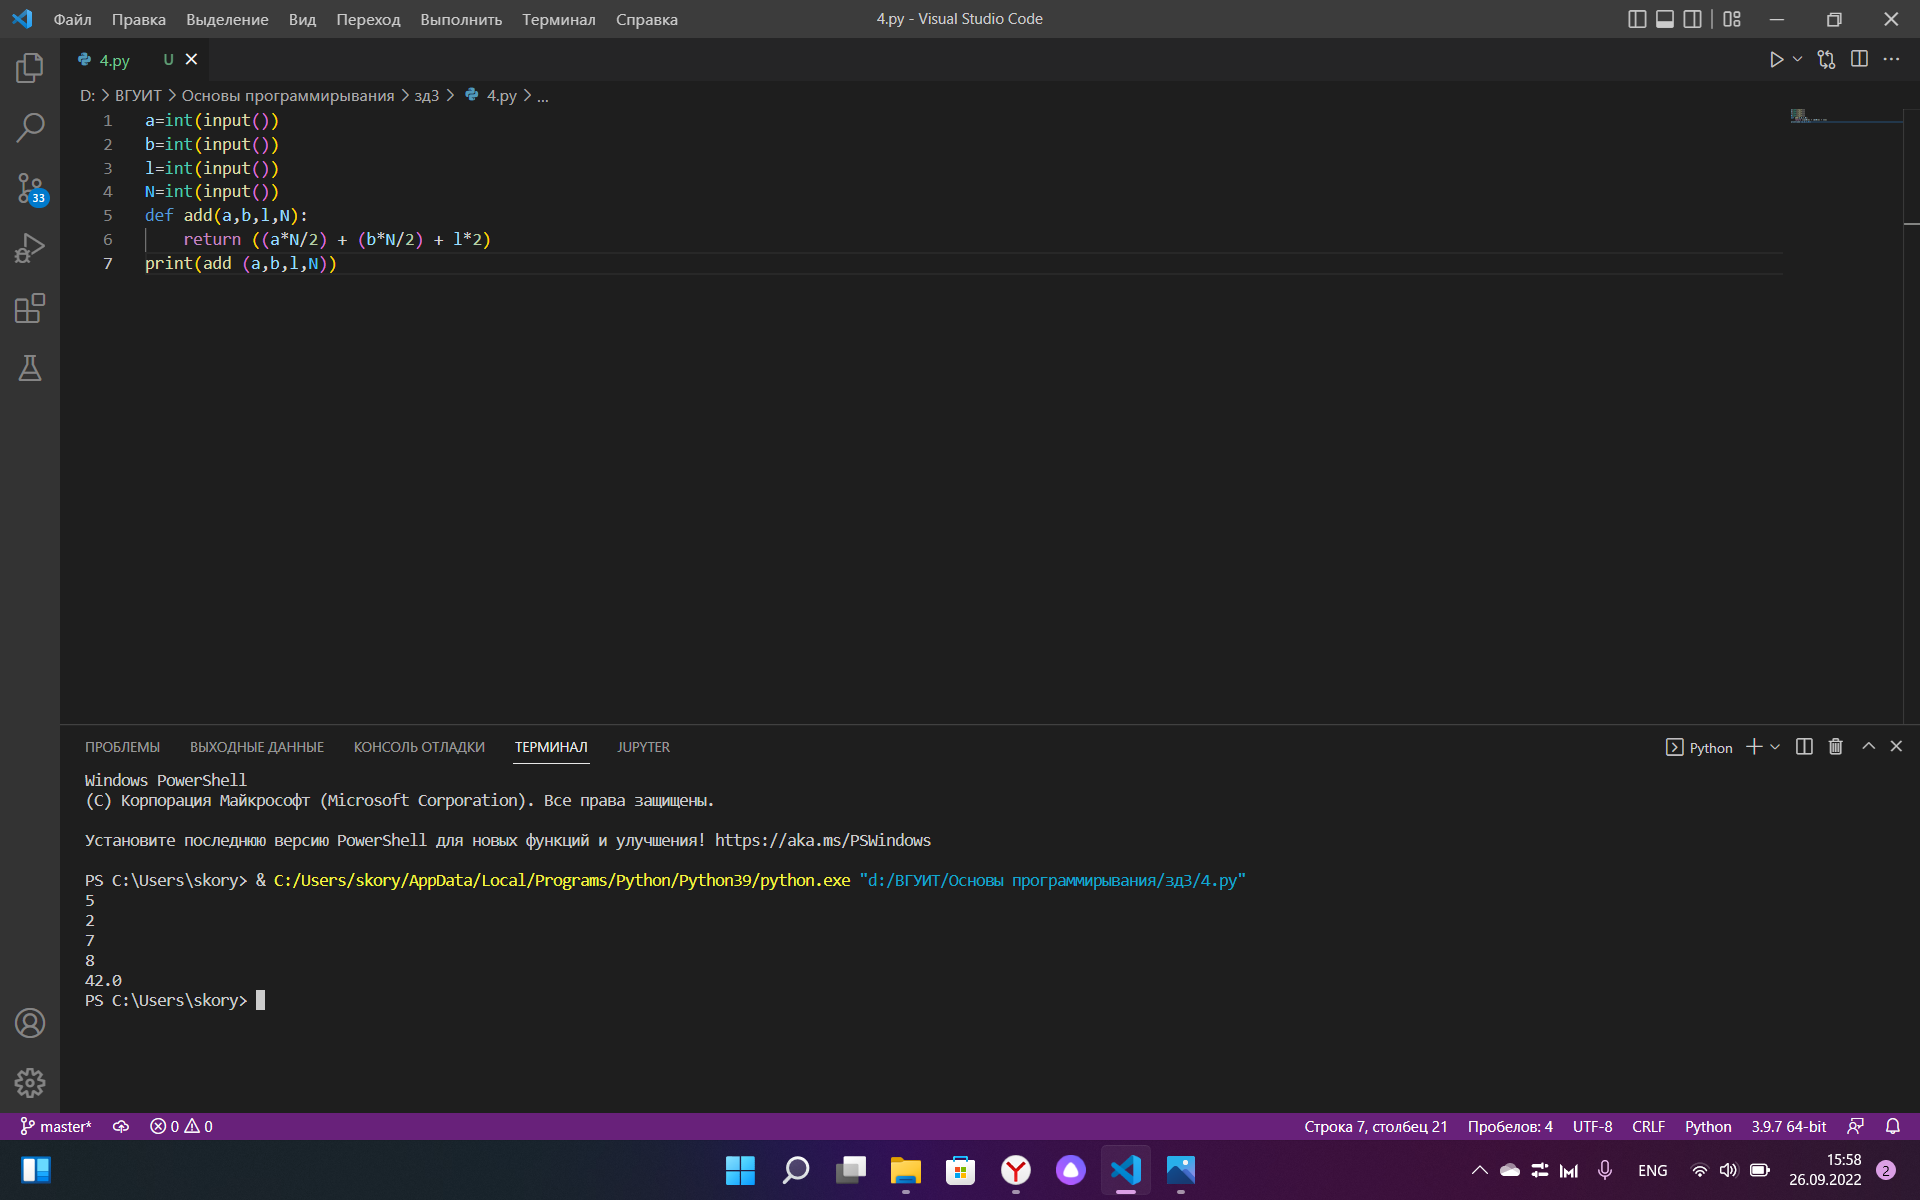 Файл Правка Выделение Вид Переход Выполнить Терминал Справка 4.py - Visual Studio Code
4.py U
D: > ВГУИТ > Основы программирывания > зд3 > 4.py > ...
1 a=int(input())
2 b=int(input())
3 l=int(input())
4 N=int(input())
5 def add(a,b,l,N):
6 return ((a*N/2) + (b*N/2) + l*2)
7 print(add (a,b,l,N))
33
ПРОБЛЕМЫ ВЫХОДНЫЕ ДАННЫЕ КОНСОЛЬ ОТЛАДКИ ТЕРМИНАЛ JUPYTER Python
Windows PowerShell
(C) Корпорация Майкрософт (Microsoft Corporation). Все права защищены.
Установите последнюю версию PowerShell для новых функций и улучшения! https://aka.ms/PSWindows
PS C:\Users\skory> & C:/Users/skory/AppData/Local/Programs/Python/Python39/python.exe "d:/ВГУИТ/Основы программирывания/зд3/4.py"
5
2
7
8
42.0
PS C:\Users\skory>
master* 0 0 Строка 7, столбец 21 Пробелов: 4 UTF-8 CRLF Python 3.9.7 64-bit
ENG 15:58
26.09.2022 2